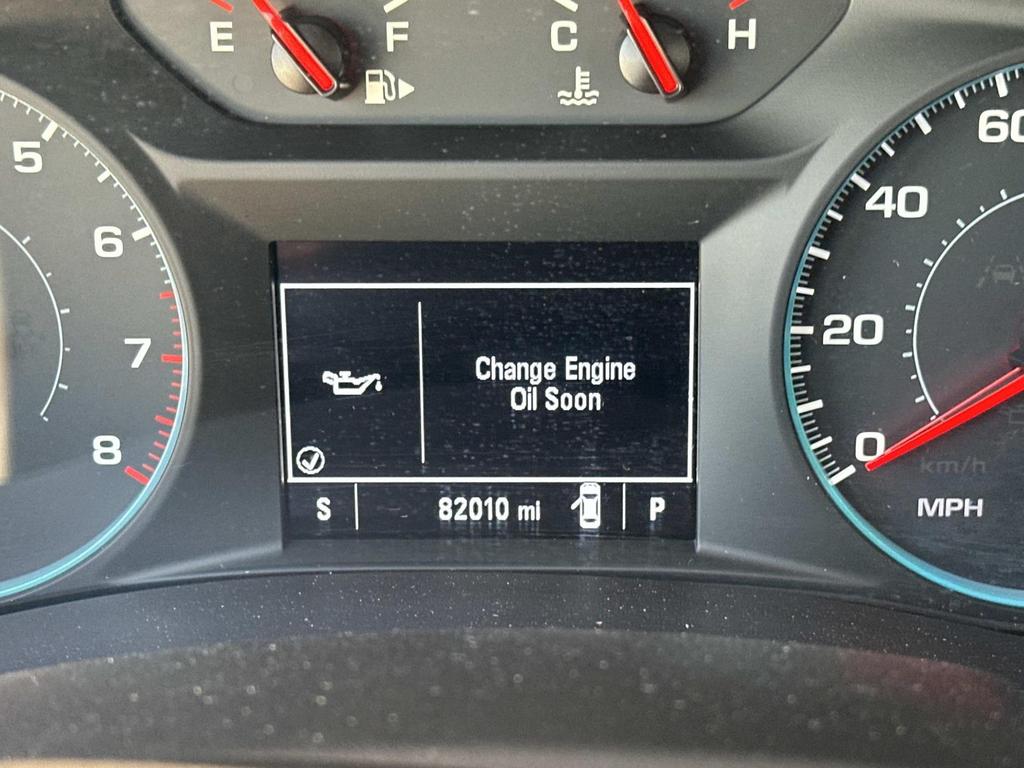 E F C H
5
60
6
40
7
20
8
0
Change Engine
Oil Soon
km/h
MPH
S 82010 mi P